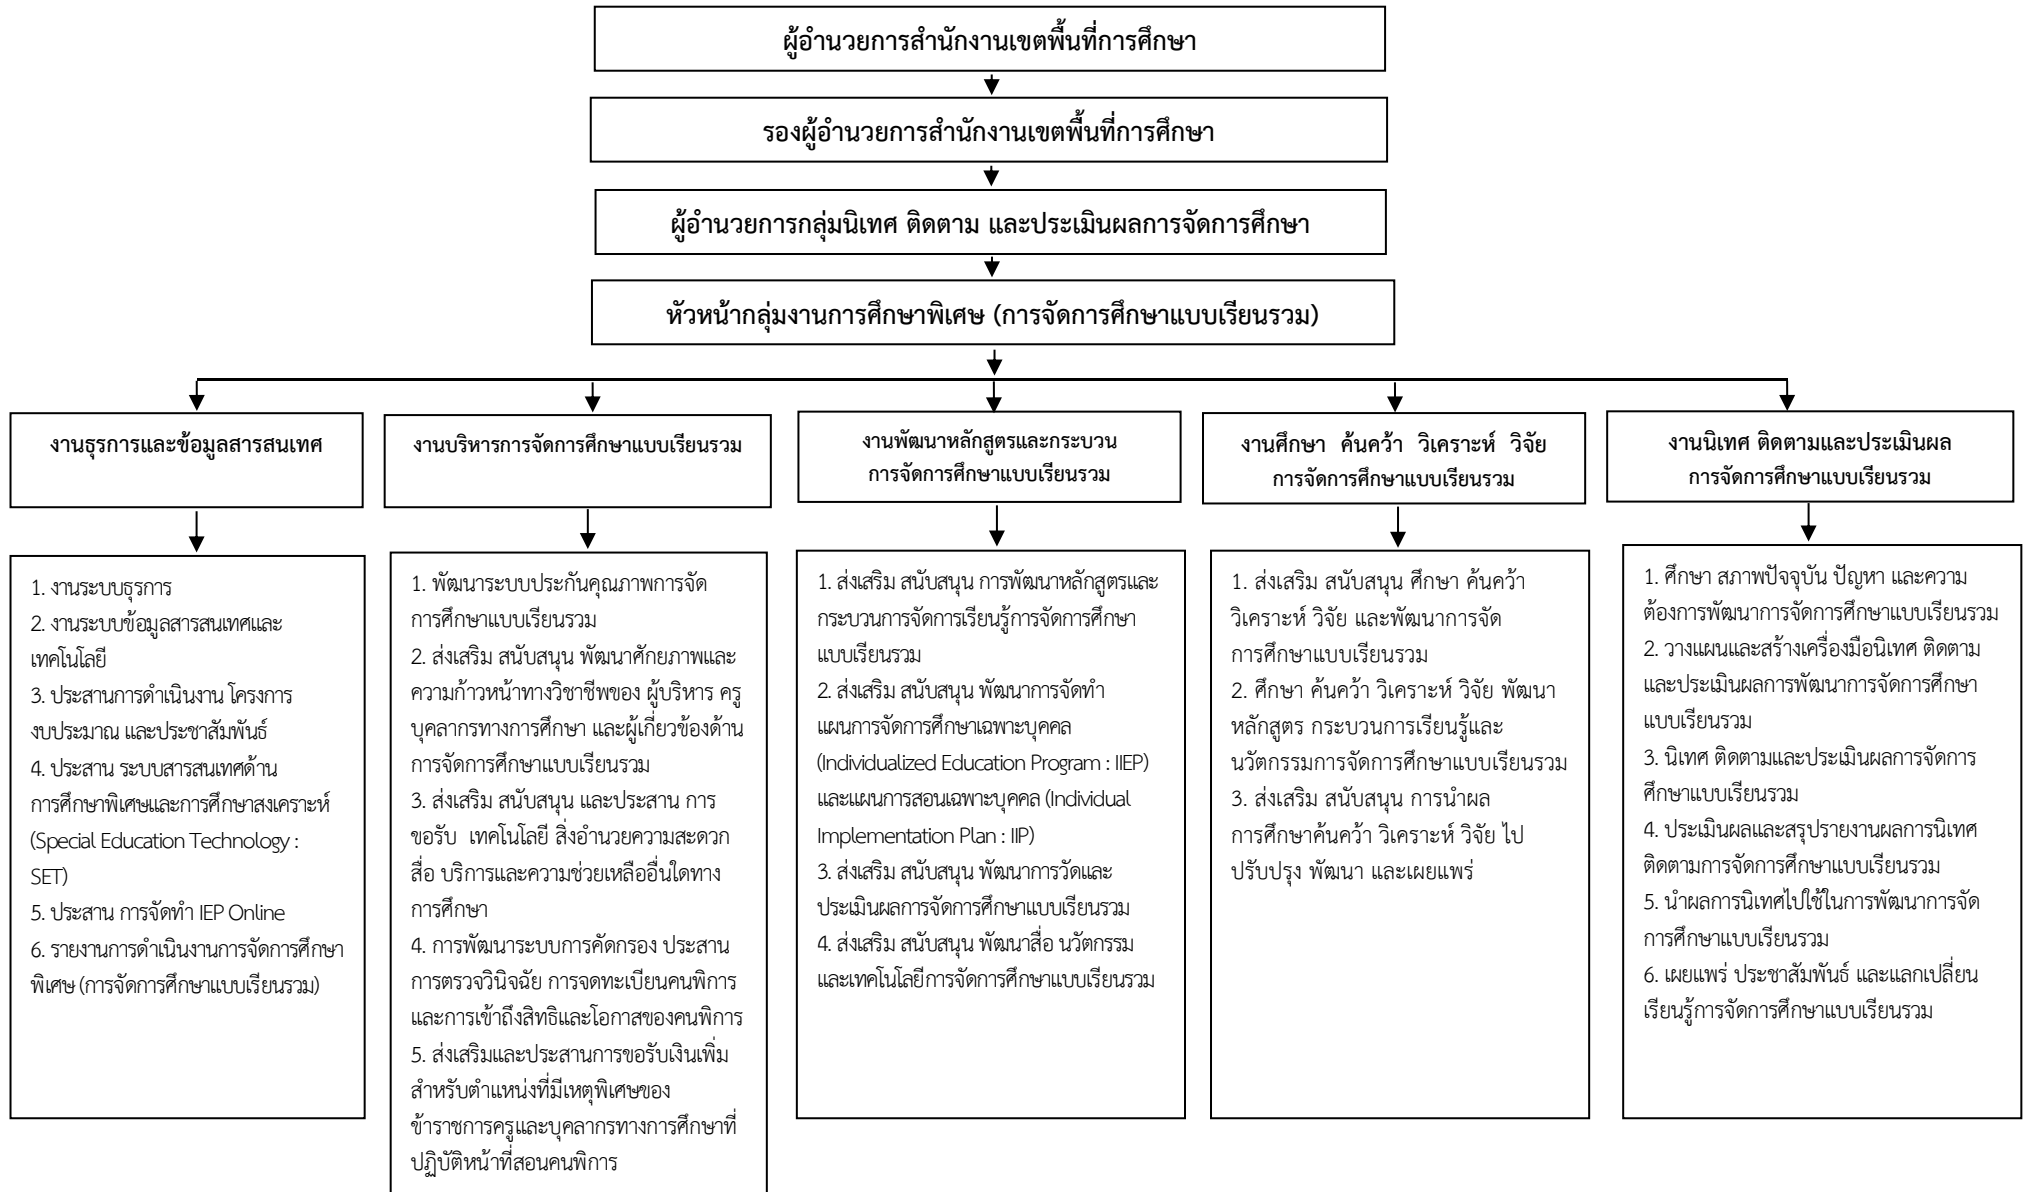 ผู้อำนวยการสำนักงานเขตพื้นที่การศึกษา
รองผู้อำนวยการสำนักงานเขตพื้นที่การศึกษา
ผู้อำนวยการกลุ่มนิเทศ ติดตาม และประเมินผลการจัดการศึกษา
หัวหน้ากลุ่มงานการศึกษาพิเศษ (การจัดการศึกษาแบบเรียนรวม)
งานธุรการและข้อมูลสารสนเทศ
งานบริหารการจัดการศึกษาแบบเรียนรวม
งานพัฒนาหลักสูตรและกระบวน
การจัดการศึกษาแบบเรียนรวม
งานศึกษา ค้นคว้า วิเคราะห์ วิจัย
การจัดการศึกษาแบบเรียนรวม
งานนิเทศ ติดตามและประเมินผล
การจัดการศึกษาแบบเรียนรวม
1. งานระบบธุรการ
2. งานระบบข้อมูลสารสนเทศและ
เทคโนโลยี
3. ประสานการดำเนินงาน โครงการ
งบประมาณ และประชาสัมพันธ์
4. ประสาน ระบบสารสนเทศด้าน
การศึกษาพิเศษและการศึกษาสงเคราะห์
(Special Education Technology :
SET)
5. ประสาน การจัดทำ IEP Online
6. รายงานการดำเนินงานการจัดการศึกษา
พิเศษ (การจัดการศึกษาแบบเรียนรวม)
1. พัฒนาระบบประกันคุณภาพการจัด
การศึกษาแบบเรียนรวม
2. ส่งเสริม สนับสนุน พัฒนาศักยภาพและ
ความก้าวหน้าทางวิชาชีพของ ผู้บริหาร ครู
บุคลากรทางการศึกษา และผู้เกี่ยวข้องด้าน
การจัดการศึกษาแบบเรียนรวม
3. ส่งเสริม สนับสนุน และประสาน การ
ขอรับ เทคโนโลยี สิ่งอำนวยความสะดวก
สื่อ บริการและความช่วยเหลืออื่นใดทาง
การศึกษา
4. การพัฒนาระบบการคัดกรอง ประสาน
การตรวจวินิจฉัย การจดทะเบียนคนพิการ
และการเข้าถึงสิทธิและโอกาสของคนพิการ
5. ส่งเสริมและประสานการขอรับเงินเพิ่ม
สำหรับตำแหน่งที่มีเหตุพิเศษของ
ข้าราชการครูและบุคลากรทางการศึกษาที่
ปฏิบัติหน้าที่สอนคนพิการ
1. ส่งเสริม สนับสนุน การพัฒนาหลักสูตรและ
กระบวนการจัดการเรียนรู้การจัดการศึกษา
แบบเรียนรวม
2. ส่งเสริม สนับสนุน พัฒนาการจัดทำ
แผนการจัดการศึกษาเฉพาะบุคคล
(Individualized Education Program : IIEP)
และแผนการสอนเฉพาะบุคคล (Individual
Implementation Plan : IIP)
3. ส่งเสริม สนับสนุน พัฒนาการวัดและ
ประเมินผลการจัดการศึกษาแบบเรียนรวม
4. ส่งเสริม สนับสนุน พัฒนาสื่อ นวัตกรรม
และเทคโนโลยีการจัดการศึกษาแบบเรียนรวม
1. ส่งเสริม สนับสนุน ศึกษา ค้นคว้า
วิเคราะห์ วิจัย และพัฒนาการจัด
การศึกษาแบบเรียนรวม
2. ศึกษา ค้นคว้า วิเคราะห์ วิจัย พัฒนา
หลักสูตร กระบวนการเรียนรู้และ
นวัตกรรมการจัดการศึกษาแบบเรียนรวม
3. ส่งเสริม สนับสนุน การนำผล
การศึกษาค้นคว้า วิเคราะห์ วิจัย ไป
ปรับปรุง พัฒนา และเผยแพร่
1. ศึกษา สภาพปัจจุบัน ปัญหา และความ
ต้องการพัฒนาการจัดการศึกษาแบบเรียนรวม
2. วางแผนและสร้างเครื่องมือนิเทศ ติดตาม
และประเมินผลการพัฒนาการจัดการศึกษา
แบบเรียนรวม
3. นิเทศ ติดตามและประเมินผลการจัดการ
ศึกษาแบบเรียนรวม
4. ประเมินผลและสรุปรายงานผลการนิเทศ
ติดตามการจัดการศึกษาแบบเรียนรวม
5. นำผลการนิเทศไปใช้ในการพัฒนาการจัด
การศึกษาแบบเรียนรวม
6. เผยแพร่ ประชาสัมพันธ์ และแลกเปลี่ยน
เรียนรู้การจัดการศึกษาแบบเรียนรวม